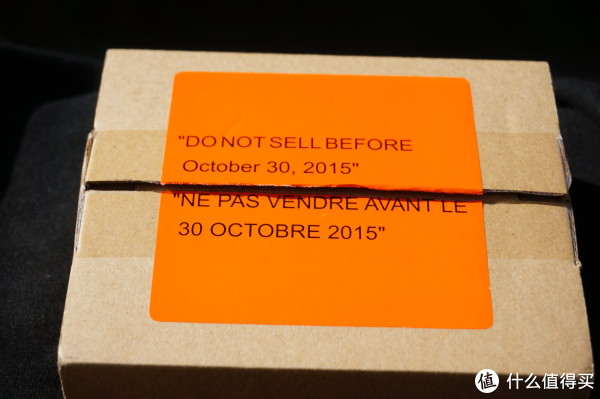 "DO NOT SELL BEFORE
October 30, 2015"
"NE PAS VENDRE AVANT LE
30 OCTOBRE 2015"
值 什么值得买